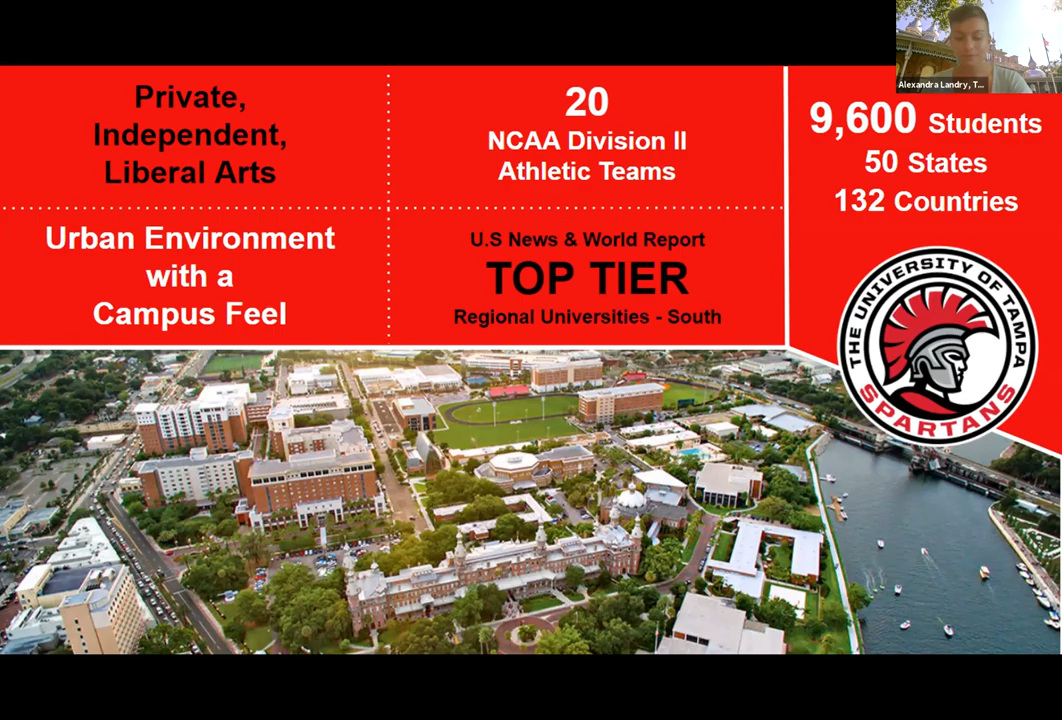 Alexandra Landry, T...
Private,
Independent,
Liberal Arts
20
NCAA Division II
Athletic Teams
9,600 Students
50 States
132 Countries
Urban Environment
with a
Campus Feel
U.S News & World Report
TOP TIER
Regional Universities - South
THE UNIVERSITY OF TAMPA
SPARTANS